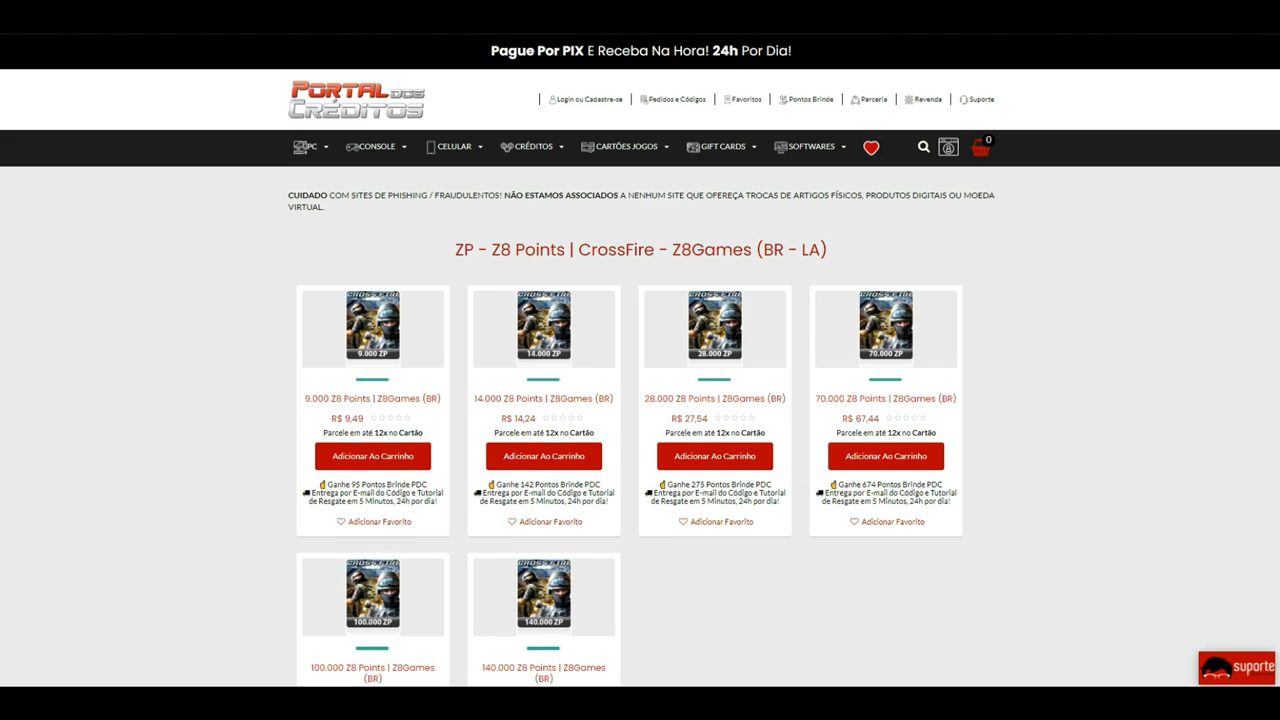 Pague Por PIX E Receba Na Hora! 24h Por Dia!
PORTAL DOS
CRÉDITOS
Login ou Cadastre-se
Pedidos e Códigos
Favoritos
Pontos Brinde
Parceria
Revenda
Suporte
PC
CONSOLE
CELULAR
CRÉDITOS
CARTÕES JOGOS
GIFT CARDS
SOFTWARES
0
CUIDADO COM SITES DE PHISHING / FRAUDULENTOS! NÃO ESTAMOS ASSOCIADOS A NENHUM SITE QUE OFEREÇA TROCAS DE ARTIGOS FÍSICOS, PRODUTOS DIGITAIS OU MOEDA
VIRTUAL.
ZP - Z8 Points | CrossFire - Z8Games (BR - LA)
CROSS FIRE
9.000 ZP
9.000 Z8 Points | Z8Games (BR)
R$ 9,49
Parcele em até 12x no Cartão
Adicionar Ao Carrinho
Ganhe 95 Pontos Brinde PDC
Entrega por E-mail do Código e Tutorial
de Resgate em 5 Minutos, 24h por dia!
Adicionar Favorito
CROSS FIRE
14.000 ZP
14.000 Z8 Points | Z8Games (BR)
R$ 14,24
Parcele em até 12x no Cartão
Adicionar Ao Carrinho
Ganhe 142 Pontos Brinde PDC
Entrega por E-mail do Código e Tutorial
de Resgate em 5 Minutos, 24h por dia!
Adicionar Favorito
CROSS FIRE
28.000 ZP
28.000 Z8 Points | Z8Games (BR)
R$ 27,54
Parcele em até 12x no Cartão
Adicionar Ao Carrinho
Ganhe 275 Pontos Brinde PDC
Entrega por E-mail do Código e Tutorial
de Resgate em 5 Minutos, 24h por dia!
Adicionar Favorito
CROSS FIRE
70.000 ZP
70.000 Z8 Points | Z8Games (BR)
R$ 67,44
Parcele em até 12x no Cartão
Adicionar Ao Carrinho
Ganhe 674 Pontos Brinde PDC
Entrega por E-mail do Código e Tutorial
de Resgate em 5 Minutos, 24h por dia!
Adicionar Favorito
CROSS FIRE
100.000 ZP
100.000 Z8 Points | Z8Games
(BR)
CROSS FIRE
140.000 ZP
140.000 Z8 Points | Z8Games
(BR)
suporte